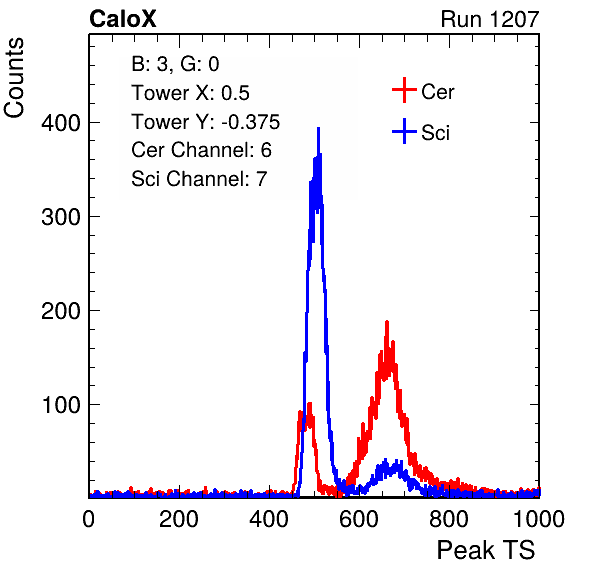 CaloX Run 1207
Counts
B: 3, G: 0
Tower X: 0.5
Tower Y: -0.375
Cer Channel: 6
Sci Channel: 7
Cer
Sci
400
300
200
100
0 200 400 600 800 1000
Peak TS